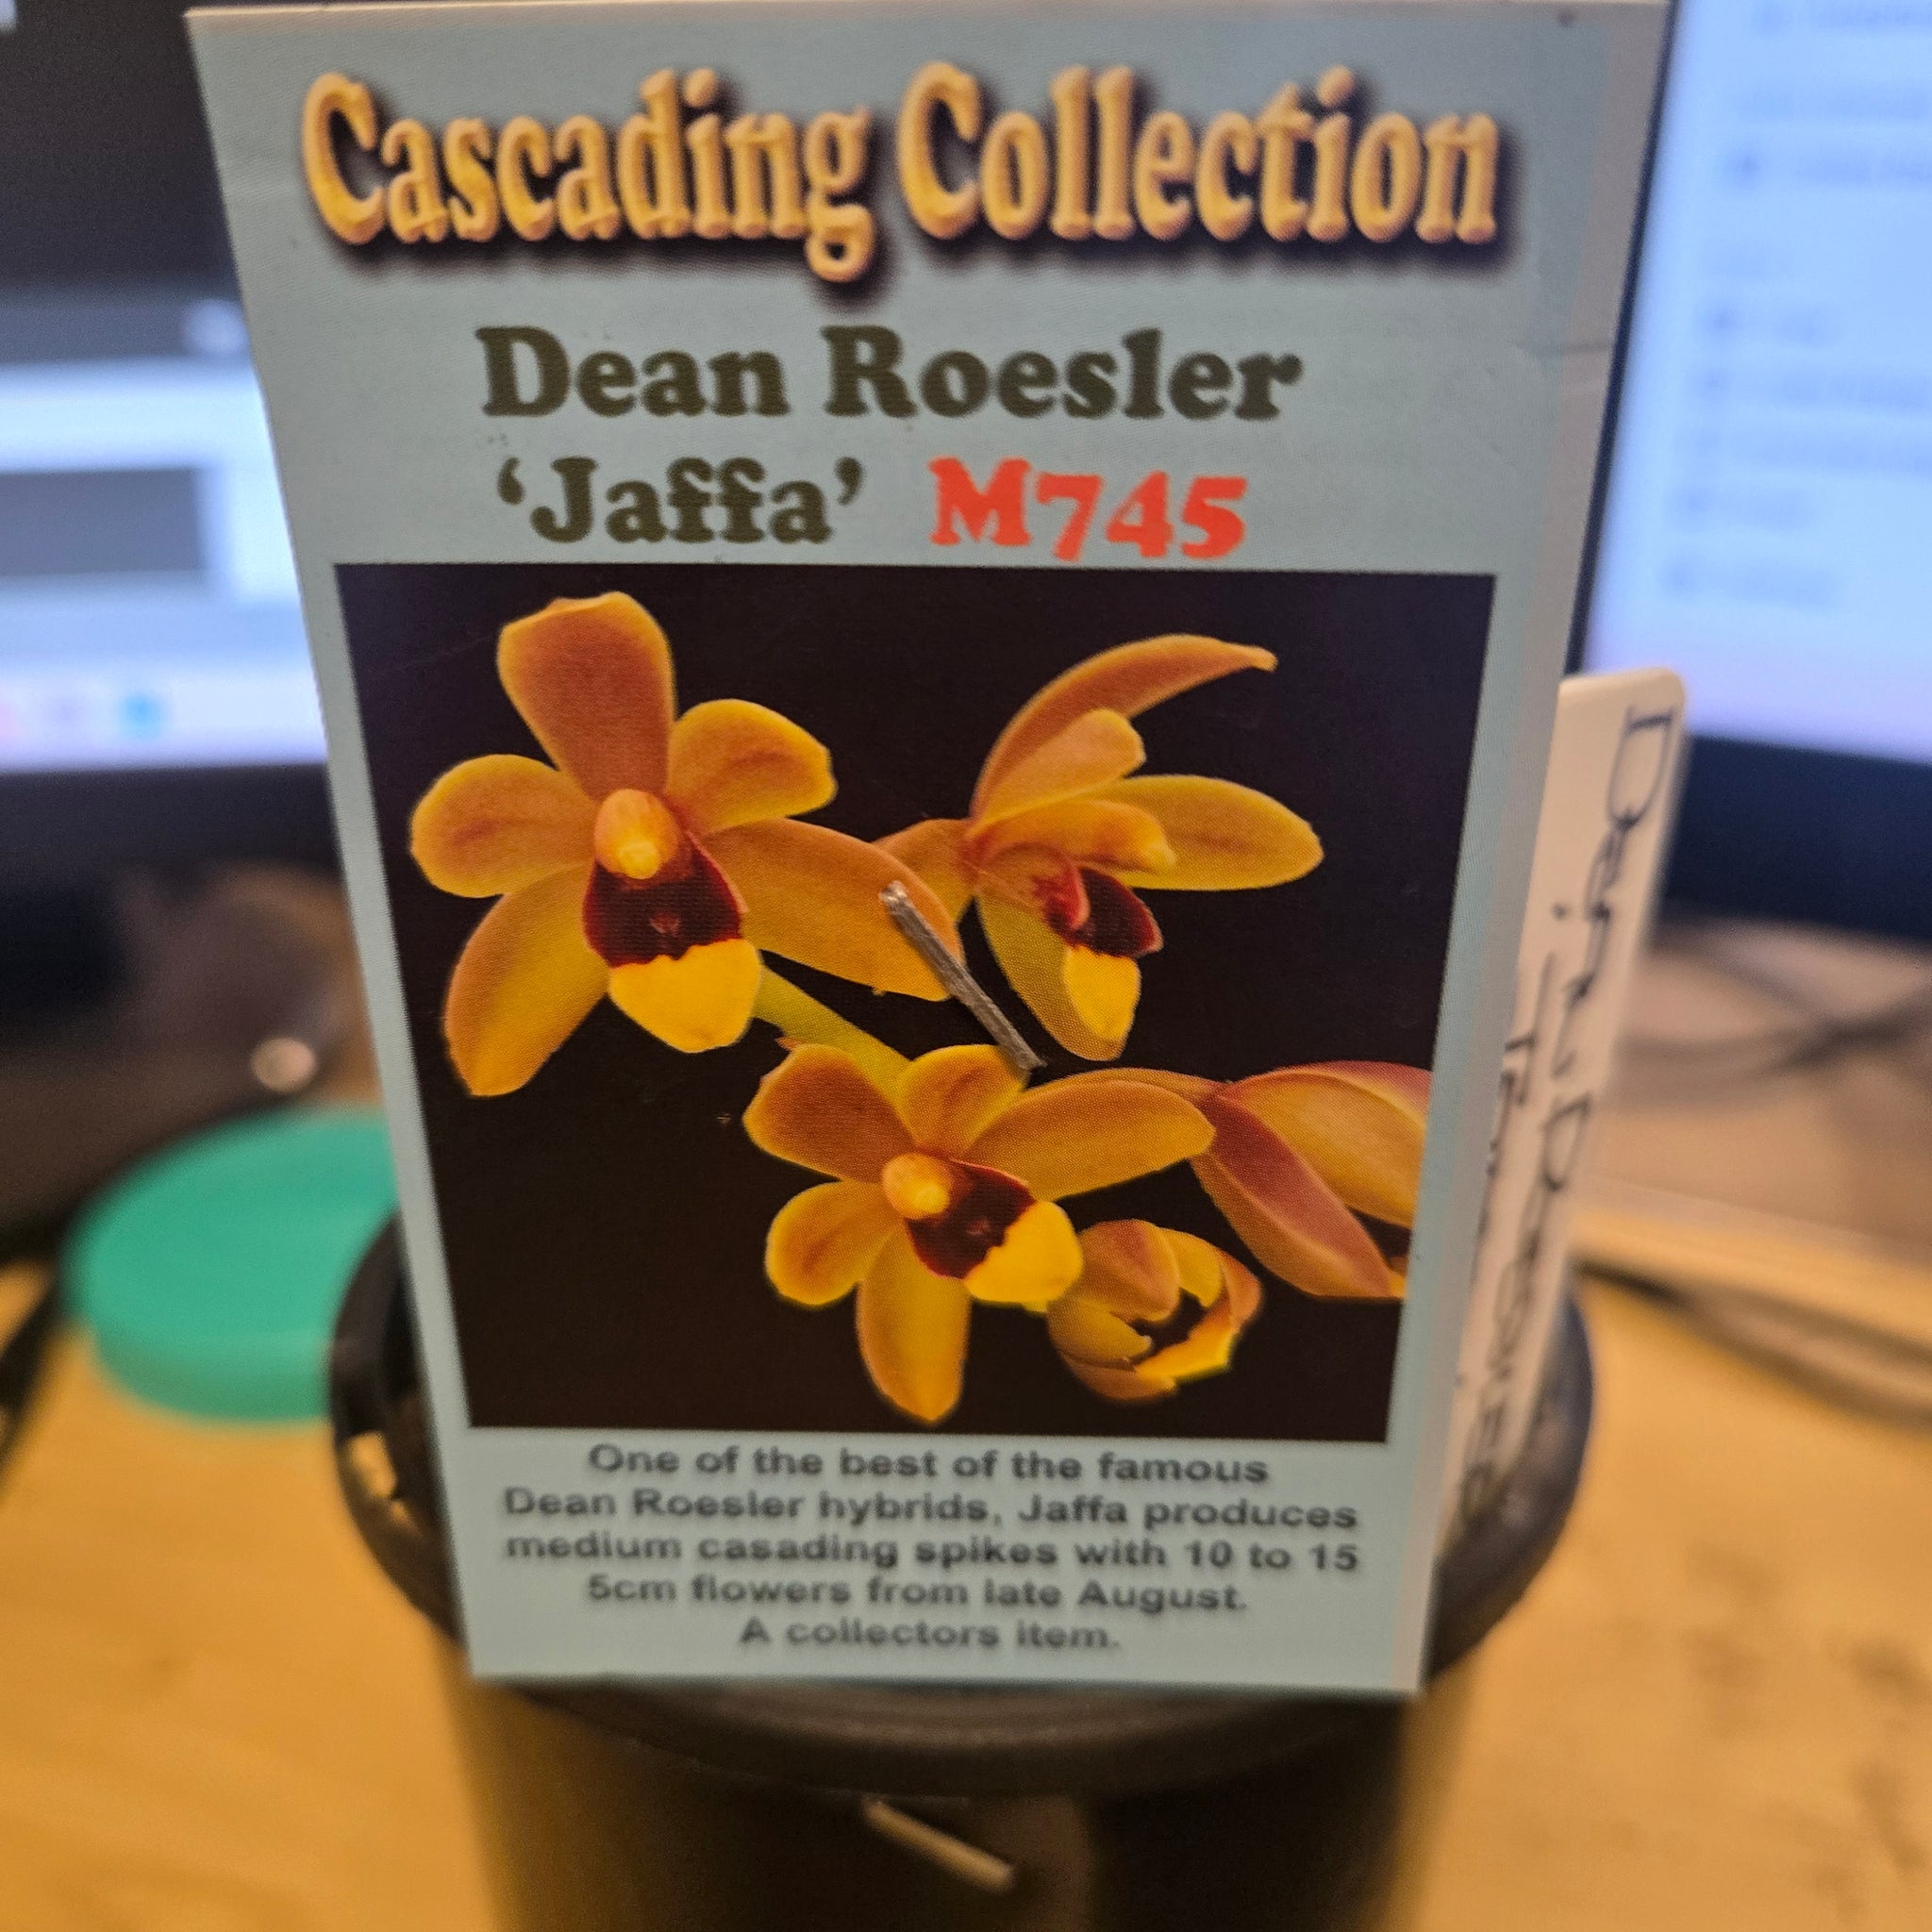 Cascading Collection
Dean Roesler
‘Jaffa’ M745
One of the best of the famous
Dean Roesler hybrids, Jaffa produces
medium casading spikes with 10 to 15
5cm flowers from late August.
A collectors item.